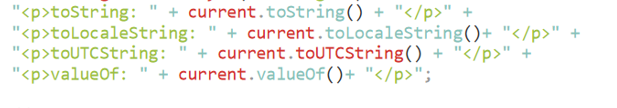 "<p>toString: " + current.toString() + "</p>" +
"<p>toLocaleString: " + current.toLocaleString()+ "</p>" +
"<p>toUTCString: " + current.toUTCString() + "</p>" +
"<p>valueOf: " + current.valueOf()+ "</p>";